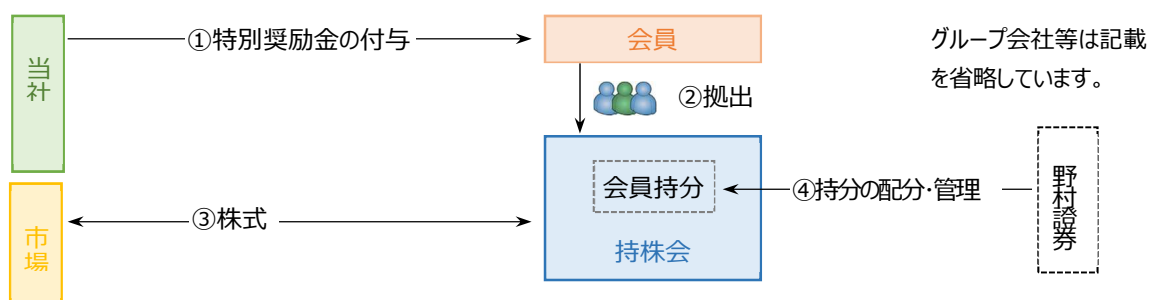 当社
①特別奨励金の付与
会員
グループ会社等は記載
を省略しています。
②拠出
会員持分
④持分の配分・管理
野村證券
③株式
持株会
市場